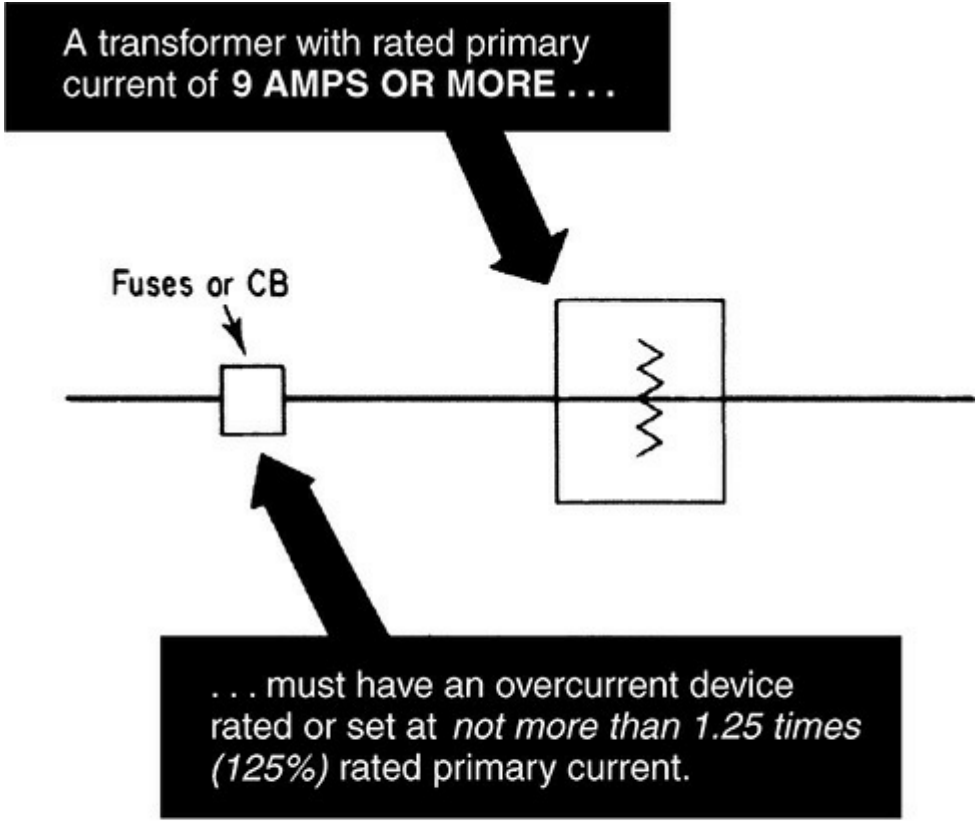 A transformer with rated primary
current of 9 AMPS OR MORE . . .
Fuses or CB
. . . must have an overcurrent device
rated or set at not more than 1.25 times
(125%) rated primary current.